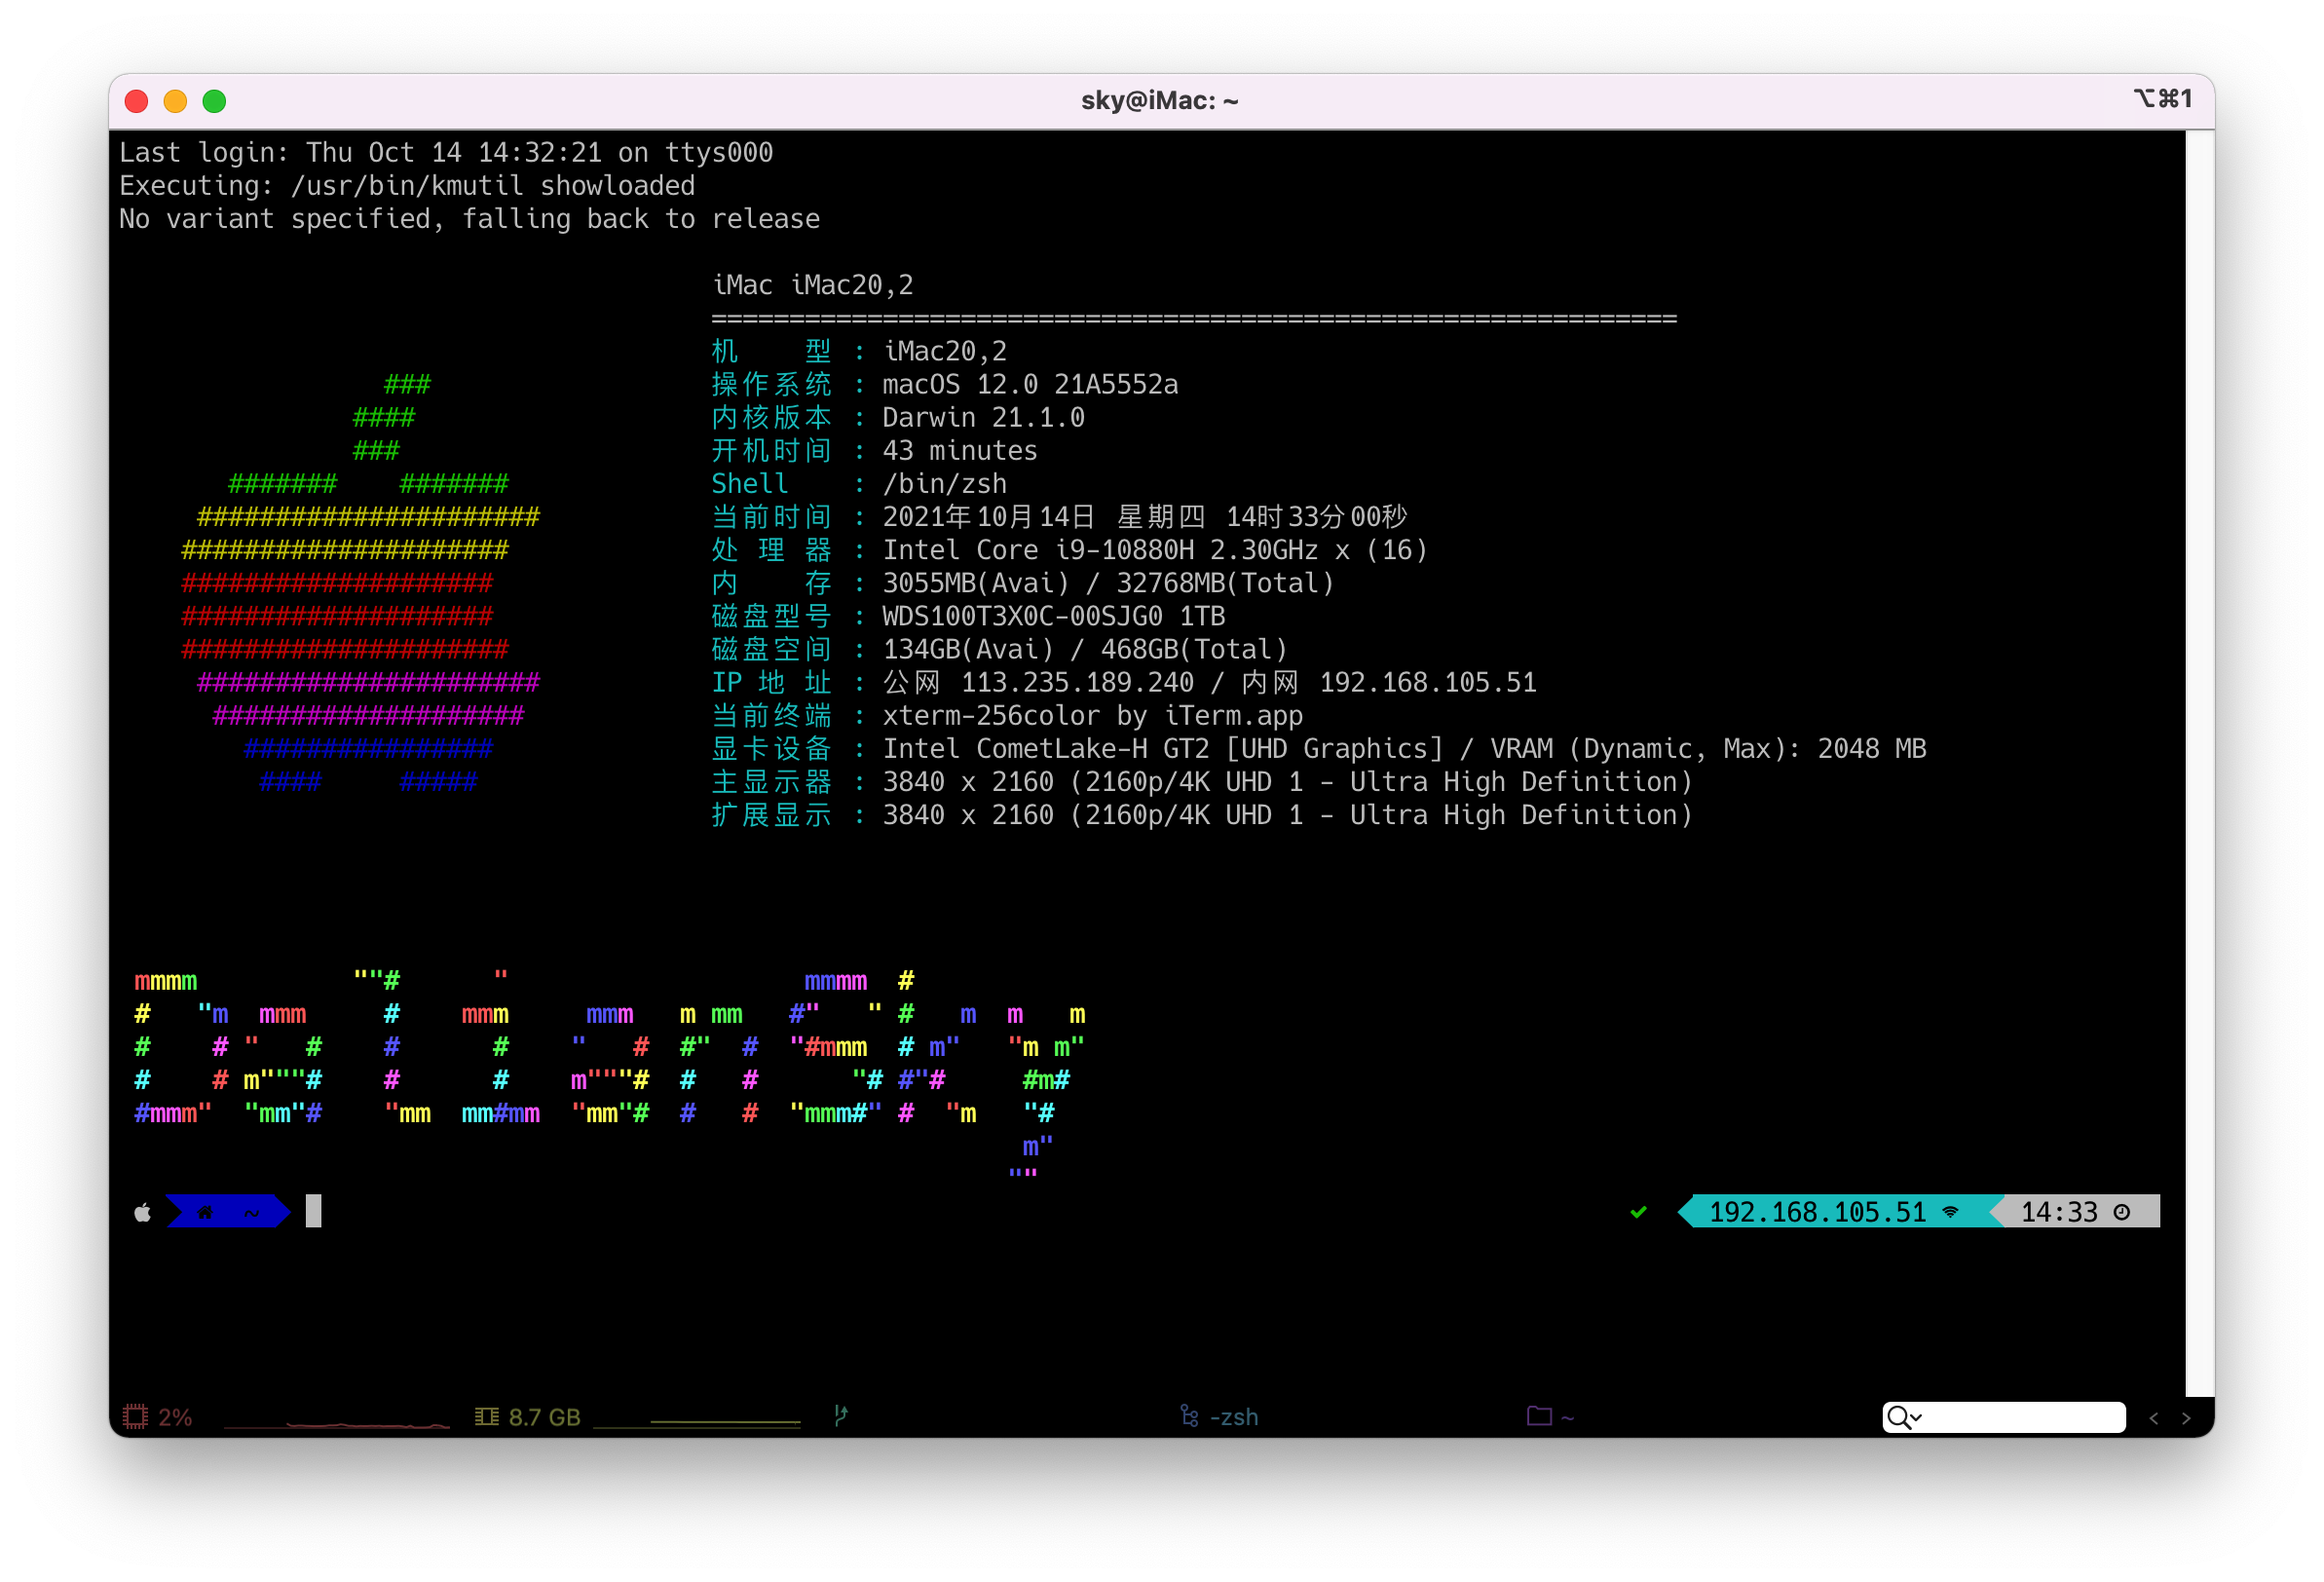 sky@iMac: ~
⌥⌘1
Last login: Thu Oct 14 14:32:21 on ttys000
Executing: /usr/bin/kmutil showloaded
No variant specified, falling back to release
iMac iMac20,2
==============================================================
机 型 : iMac20,2
操作系统 : macOS 12.0 21A5552a
内核版本 : Darwin 21.1.0
开机时间 : 43 minutes
Shell : /bin/zsh
当前时间 : 2021年10月14日 星期四 14时33分00秒
处 理 器 : Intel Core i9-10880H 2.30GHz x (16)
内 存 : 3055MB(Avai) / 32768MB(Total)
磁盘型号 : WDS100T3X0C-00SJG0 1TB
磁盘空间 : 134GB(Avai) / 468GB(Total)
IP 地 址 : 公网 113.235.189.240 / 内网 192.168.105.51
当前终端 : xterm-256color by iTerm.app
显卡设备 : Intel CometLake-H GT2 [UHD Graphics] / VRAM (Dynamic, Max): 2048 MB
主显示器 : 3840 x 2160 (2160p/4K UHD 1 - Ultra High Definition)
扩展显示 : 3840 x 2160 (2160p/4K UHD 1 - Ultra High Definition)
DalianSky
~
192.168.105.51
14:33
2%
8.7 GB
-zsh
~